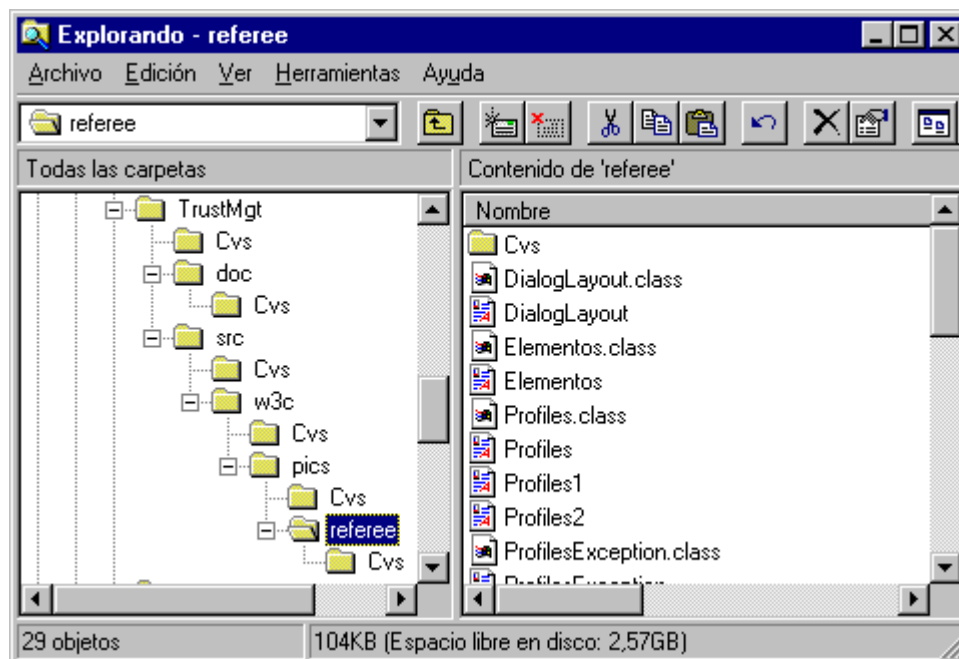 Explorando - referee
Archivo Edición Ver Herramientas Ayuda
referee
Todas las carpetas
Contenido de 'referee'
TrustMgt
Cvs
doc
Cvs
src
Cvs
w3c
Cvs
pics
Cvs
referee
Cvs
Nombre
Cvs
DialogLayout.class
DialogLayout
Elementos.class
Elementos
Profiles.class
Profiles
Profiles1
Profiles2
ProfilesException.class
ProfilesException
29 objetos
104KB (Espacio libre en disco: 2,57GB)